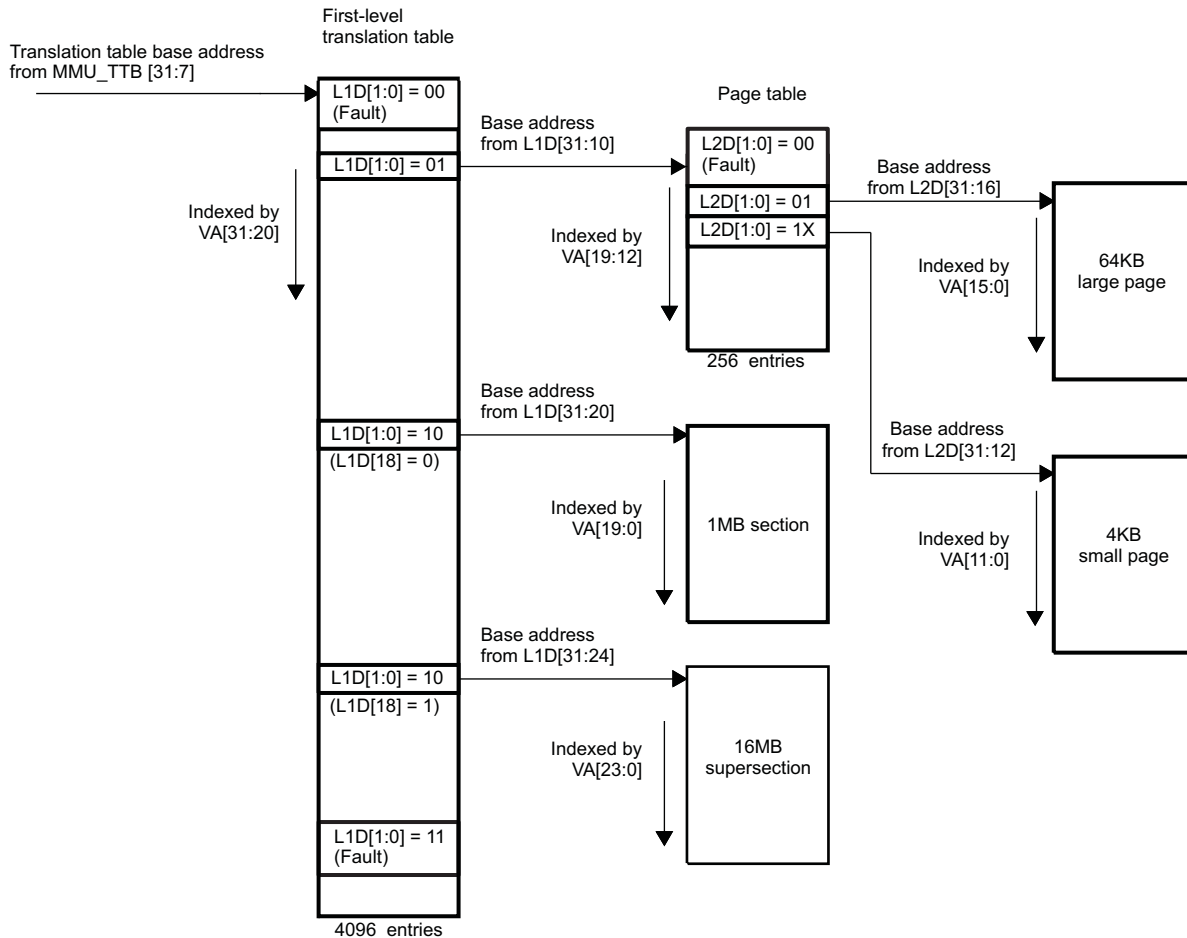 First-level
translation table
Translation table base address
from MMU_TTB [31:7]
L1D[1:0] = 00
(Fault)
L1D[1:0] = 01
Indexed by
VA[31:20]
Base address
from L1D[31:10]
Page table
L2D[1:0] = 00
(Fault)
L2D[1:0] = 01
L2D[1:0] = 1X
Indexed by
VA[19:12]
256 entries
Base address
from L2D[31:16]
Indexed by
VA[15:0]
64KB
large page
Base address
from L2D[31:12]
Indexed by
VA[11:0]
4KB
small page
L1D[1:0] = 10
(L1D[18] = 0)
Base address
from L1D[31:20]
Indexed by
VA[19:0]
1MB section
L1D[1:0] = 10
(L1D[18] = 1)
Base address
from L1D[31:24]
Indexed by
VA[23:0]
16MB
supersection
L1D[1:0] = 11
(Fault)
4096 entries